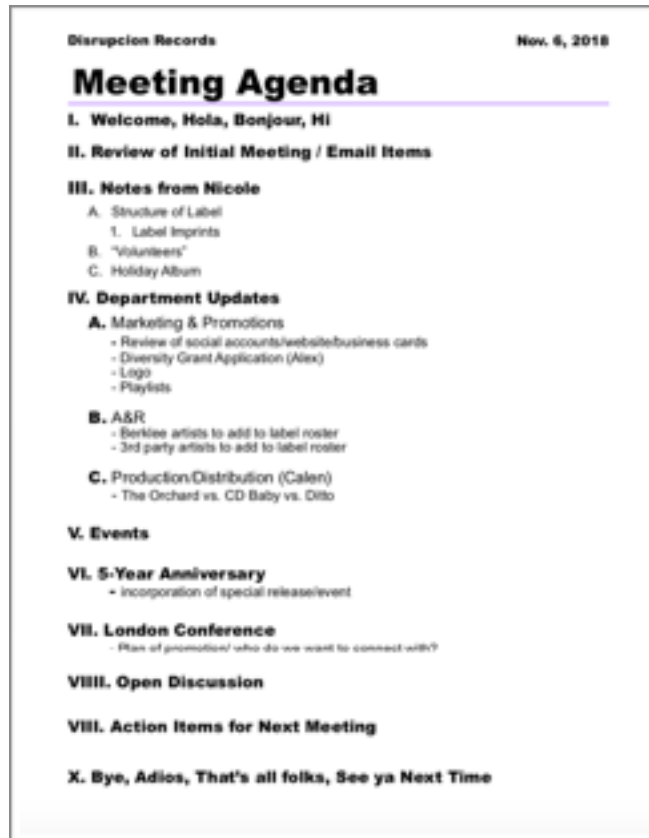 Disrupcion Records Nov. 6, 2018
Meeting Agenda
I. Welcome, Hola, Bonjour, Hi
II. Review of Initial Meeting / Email Items
III. Notes from Nicole
A. Structure of Label
1. Label Imprints
B. "Volunteers"
C. Holiday Album
IV. Department Updates
A. Marketing & Promotions
- Review of social accounts/website/business cards
- Diversity Grant Application (Alex)
- Logo
- Playlists
B. A&R
- Berklee artists to add to label roster
- 3rd party artists to add to label roster
C. Production/Distribution (Calen)
- The Orchard vs. CD Baby vs. Ditto
V. Events
VI. 5-Year Anniversary
- incorporation of special release/event
VII. London Conference
- Plan of promotion/ who do we want to connect with?
VIIII. Open Discussion
VIII. Action Items for Next Meeting
X. Bye, Adios, That's all folks, See ya Next Time